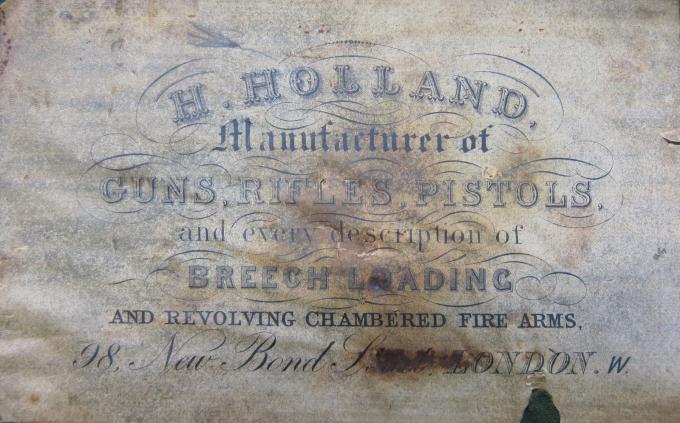 H. HOLLAND,
Manufacturer of
GUNS, RIFLES, PISTOLS,
and every description of
BREECH LOADING
AND REVOLVING CHAMBERED FIRE ARMS,
98, New Bond LONDON. W.